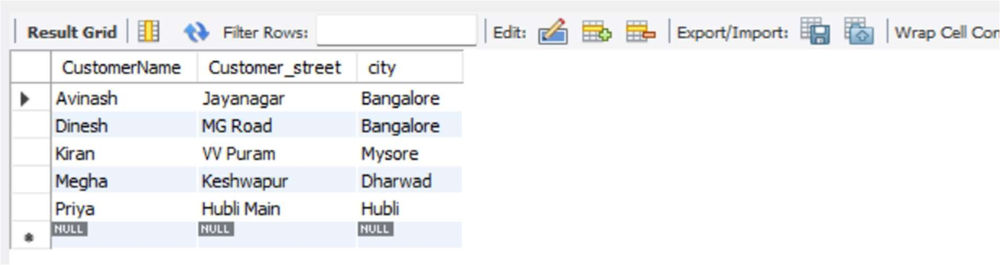 Result Grid Filter Rows: Edit: Export/Import: Wrap Cell Con
CustomerName Customer_street city
Avinash Jayanagar Bangalore
Dinesh MG Road Bangalore
Kiran VV Puram Mysore
Megha Keshwapur Dharwad
Priya Hubli Main Hubli
NULL NULL NULL